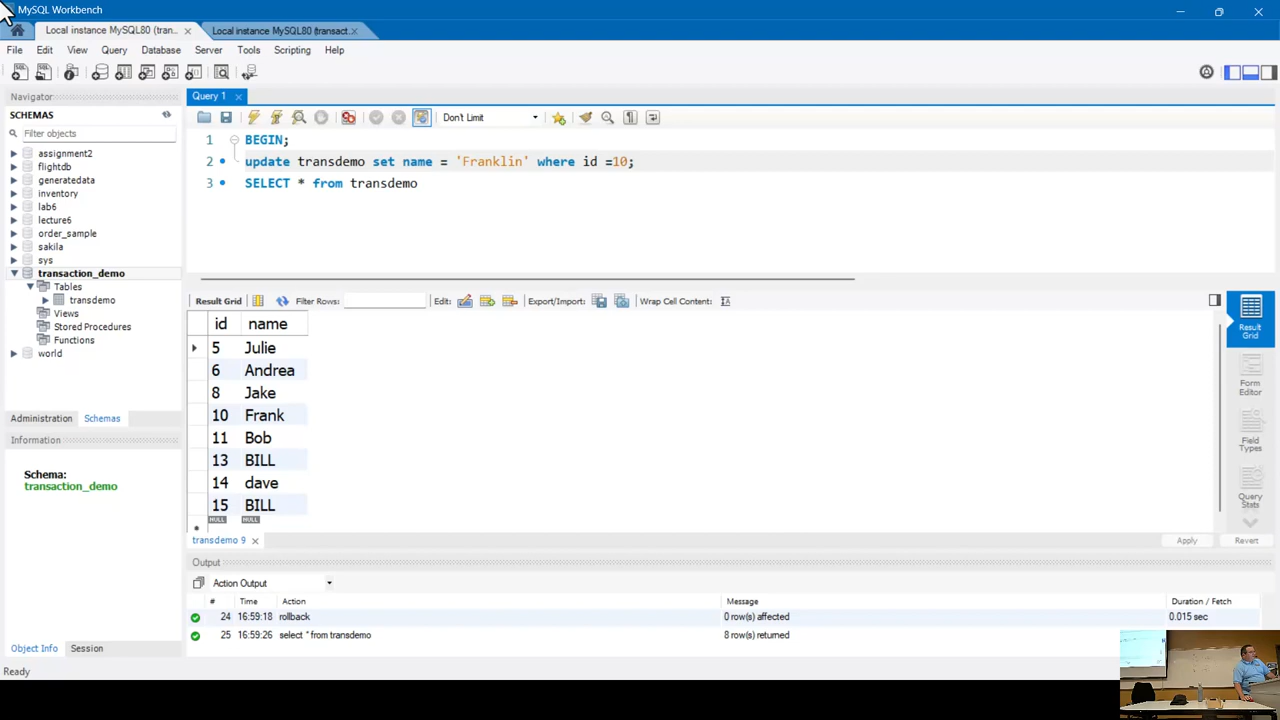 MySQL Workbench
Local instance MySQL80 (tran...
Local instance MySQL80 (transact...
File Edit View Query Database Server Tools Scripting Help
Navigator
Query 1
SCHEMAS
Don't Limit
Filter objects
1 BEGIN;
2 update transdemo set name = 'Franklin' where id =10;
3 SELECT * from transdemo
assignment2
flightdb
generatedata
inventory
lab6
lecture6
order_sample
sakila
sys
transaction_demo
Tables
transdemo
Views
Stored Procedures
Functions
world
Administration Schemas
Information
Schema:
transaction_demo
Object Info Session
Ready
Result Grid Filter Rows: Edit: Export/Import: Wrap Cell Content:
id name
5 Julie
6 Andrea
8 Jake
10 Frank
11 Bob
13 BILL
14 dave
15 BILL
NULL NULL
Result
Grid
Form
Editor
Field
Types
Query
Stats
transdemo 9
Apply Revert
Output
Action Output
# Time Action Message Duration / Fetch
24 16:59:18 rollback 0 row(s) affected 0.015 sec
25 16:59:26 select * from transdemo 8 row(s) returned